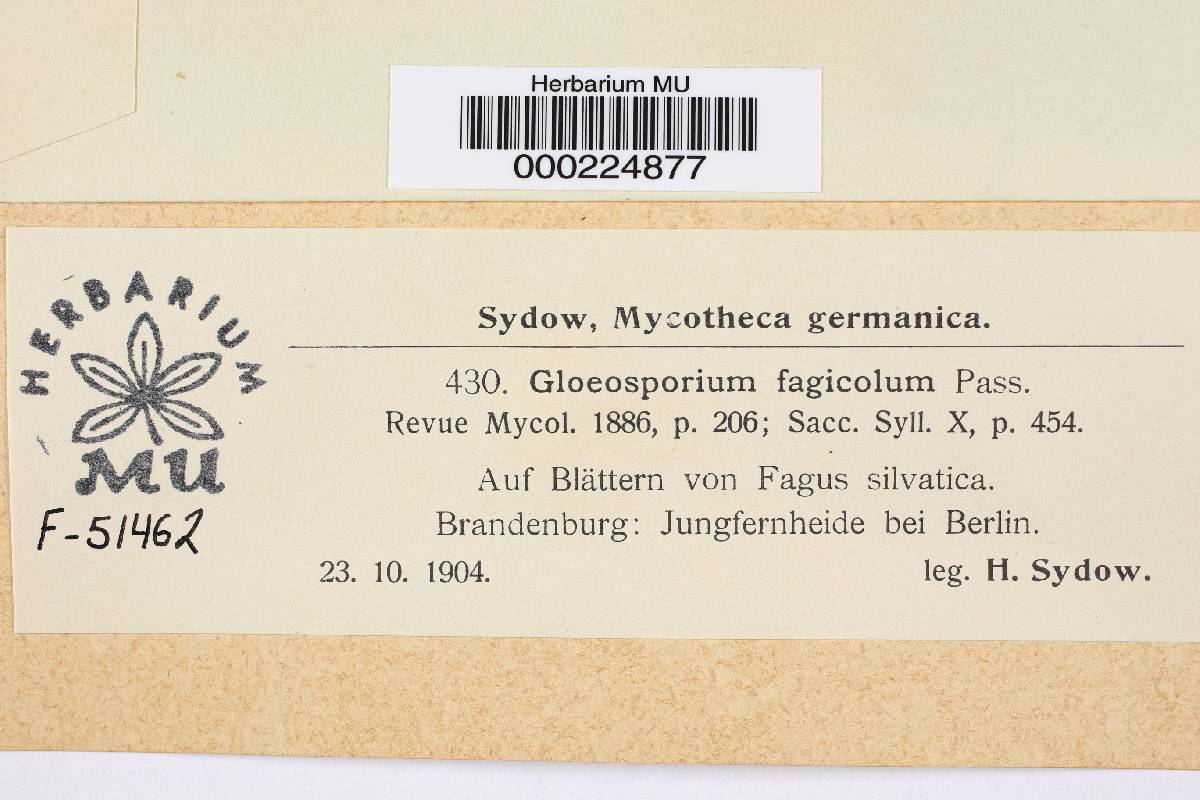 Herbarium MU
000224877
HERBARIUM
MU
F-51462
Sydow, Mycotheca germanica.
430. Gloeosporium fagicolum Pass.
Revue Mycol. 1886, p. 206; Sacc. Syll. X, p. 454.
Auf Blättern von Fagus silvatica.
Brandenburg: Jungfernheide bei Berlin.
23. 10. 1904. leg. H. Sydow.